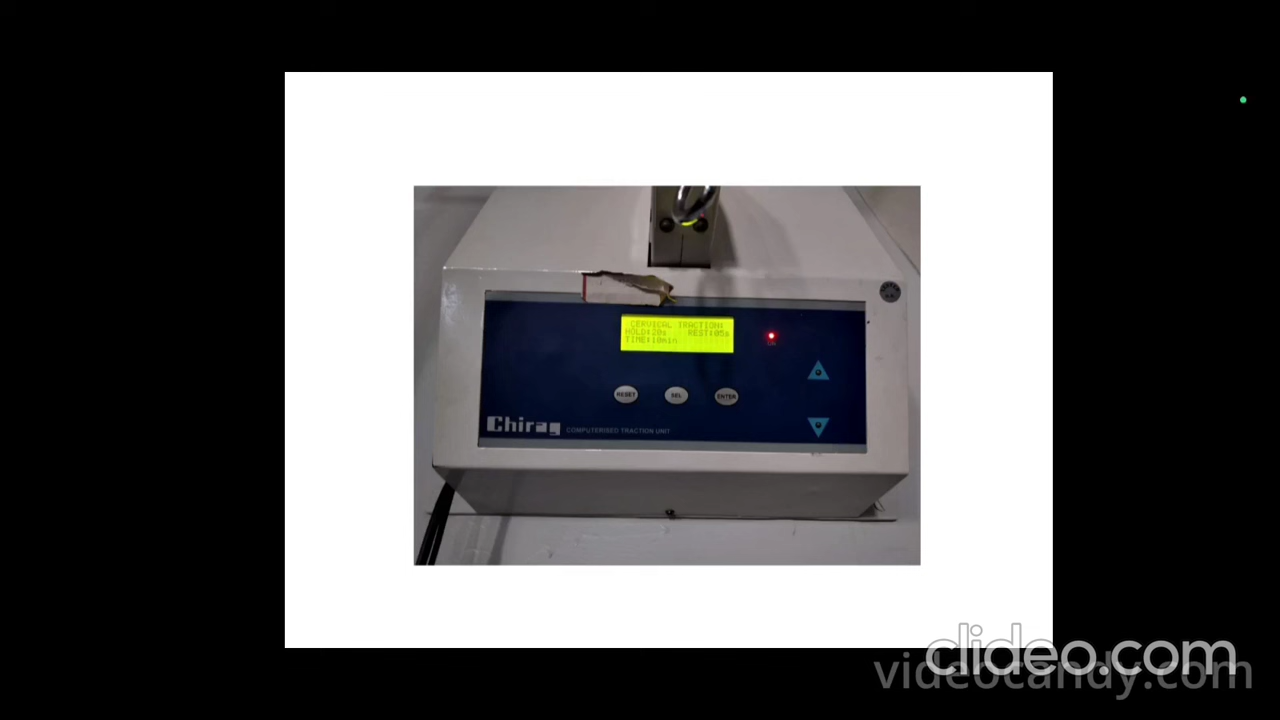 CERVICAL TRACTION:
HOLD:20s REST:05s
TIME:10min
ON
RESET SEL ENTER
Chirag COMPUTERISED TRACTION UNIT
clideo.com
videocandy.com